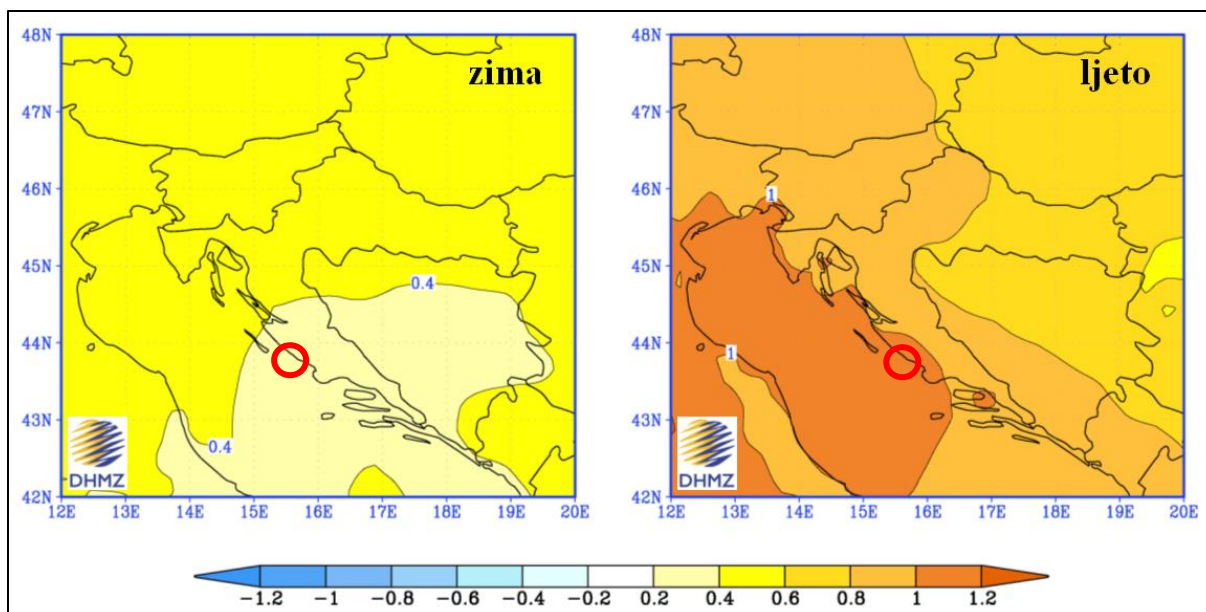 zima
48N
47N
46N
45N
44N
43N
42N
12E 13E 14E 15E 16E 17E 18E 19E 20E
0.4
0.4
DHMZ
ljeto
48N
47N
46N
45N
44N
43N
42N
12E 13E 14E 15E 16E 17E 18E 19E 20E
1
1
DHMZ
-1.2 -1 -0.8 -0.6 -0.4 -0.2 0.2 0.4 0.6 0.8 1 1.2